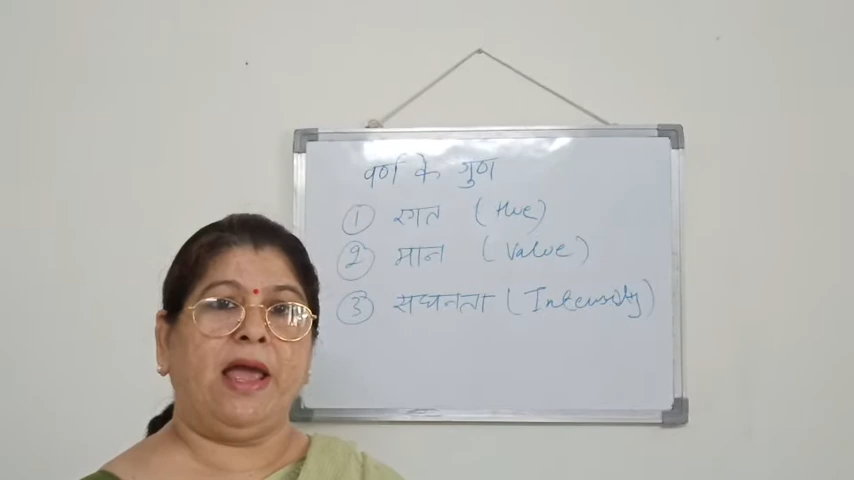 वर्ण के गुण
① रंगत (Hue)
② मान (Value)
③ सघनता (Intensity)